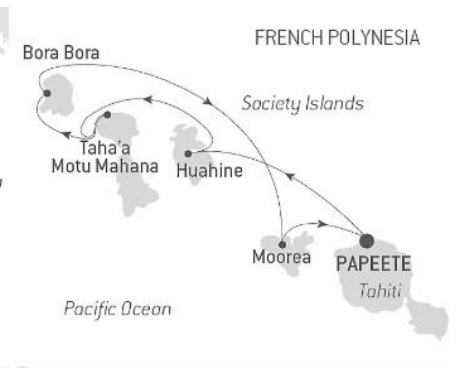 FRENCH POLYNESIA
Bora Bora
Society Islands
Taha'a
Motu Mahana
Huahine
Moorea
PAPEETE
Tahiti
Pacific Ocean